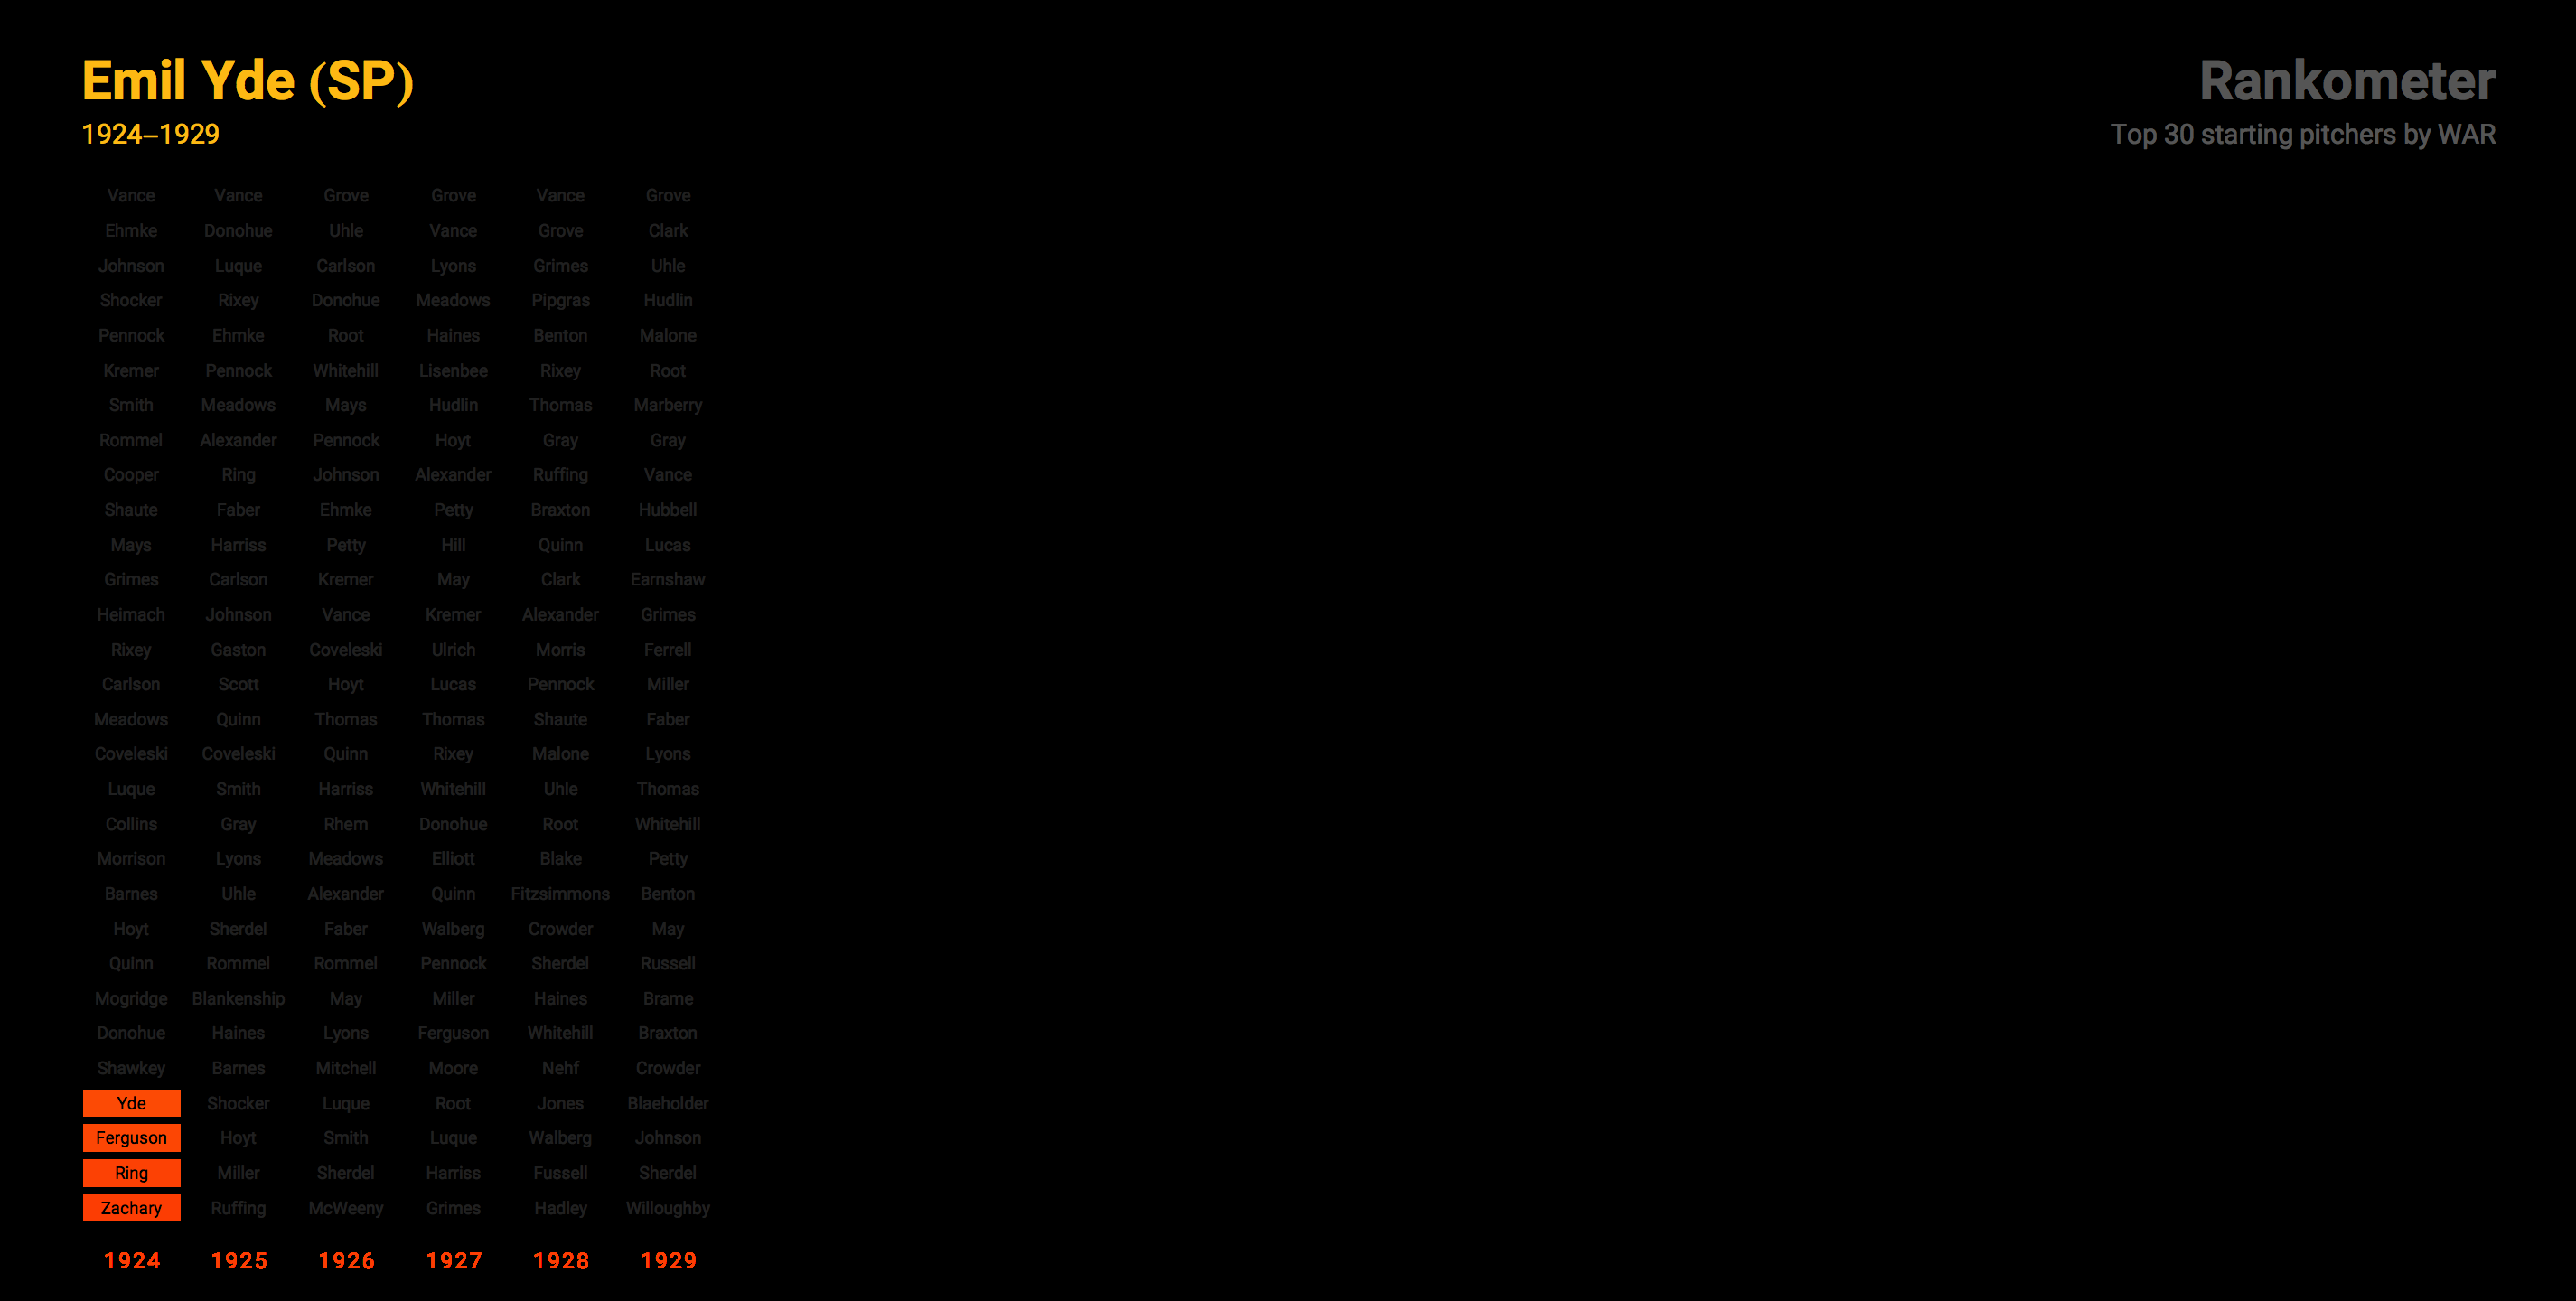 Emil Yde (SP)
1924–1929
Rankometer
Top 30 starting pitchers by WAR
Vance Vance Grove Grove Vance Grove
Ehmke Donohue Uhle Vance Grove Clark
Johnson Luque Carlson Lyons Grimes Uhle
Shocker Rixey Donohue Meadows Pipgras Hudlin
Pennock Ehmke Root Haines Benton Malone
Kremer Pennock Whitehill Lisenbee Rixey Root
Smith Meadows Mays Hudlin Thomas Marberry
Rommel Alexander Pennock Hoyt Gray Gray
Cooper Ring Johnson Alexander Ruffing Vance
Shaute Faber Ehmke Petty Braxton Hubbell
Mays Harriss Petty Hill Quinn Lucas
Grimes Carlson Kremer May Clark Earnshaw
Heimach Johnson Vance Kremer Alexander Grimes
Rixey Gaston Coveleski Ulrich Morris Ferrell
Carlson Scott Hoyt Lucas Pennock Miller
Meadows Quinn Thomas Thomas Shaute Faber
Coveleski Coveleski Quinn Rixey Malone Lyons
Luque Smith Harriss Whitehill Uhle Thomas
Collins Gray Rhem Donohue Root Whitehill
Morrison Lyons Meadows Elliott Blake Petty
Barnes Uhle Alexander Quinn Fitzsimmons Benton
Hoyt Sherdel Faber Walberg Crowder May
Quinn Rommel Rommel Pennock Sherdel Russell
Mogridge Blankenship May Miller Haines Brame
Donohue Haines Lyons Ferguson Whitehill Braxton
Shawkey Barnes Mitchell Moore Nehf Crowder
Yde Shocker Luque Root Jones Blaeholder
Ferguson Hoyt Smith Luque Walberg Johnson
Ring Miller Sherdel Harriss Fussell Sherdel
Zachary Ruffing McWeeny Grimes Hadley Willoughby
1924 1925 1926 1927 1928 1929